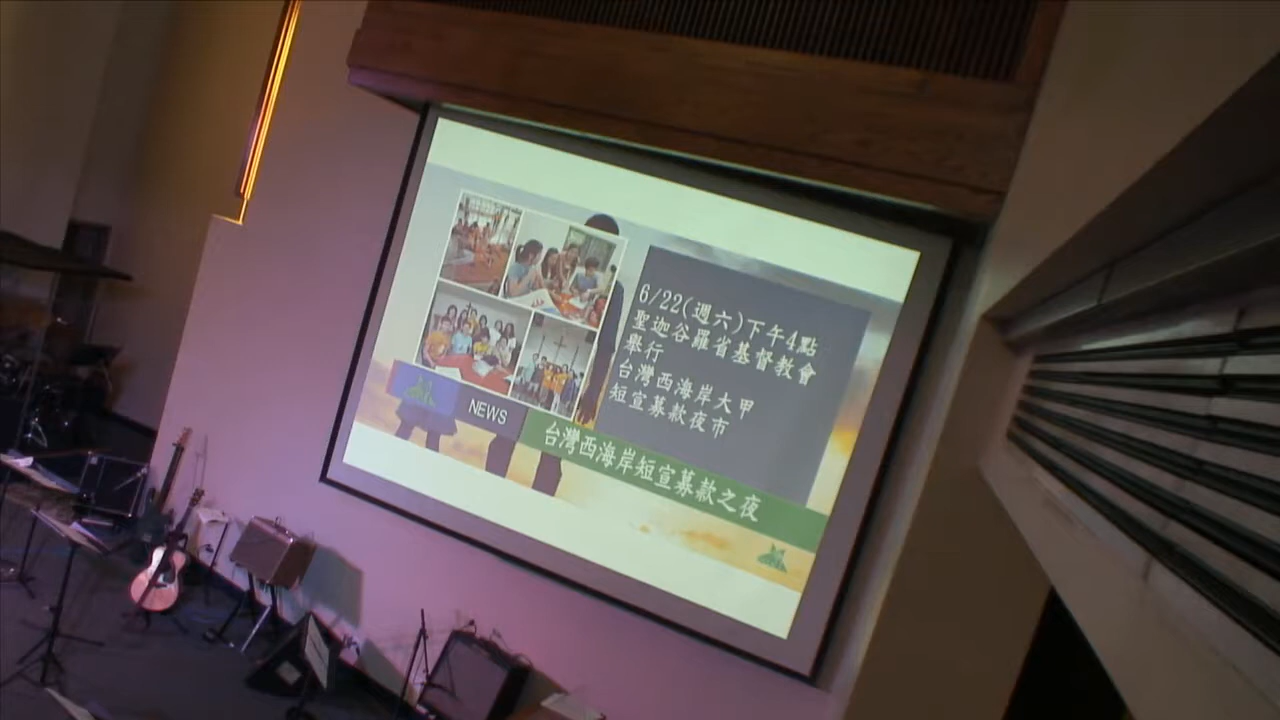 6/22(週六)下午4點
聖迦谷羅省基督教會
舉行
台灣西海岸大甲
短宣募款夜市
NEWS
台灣西海岸短宣募款之夜